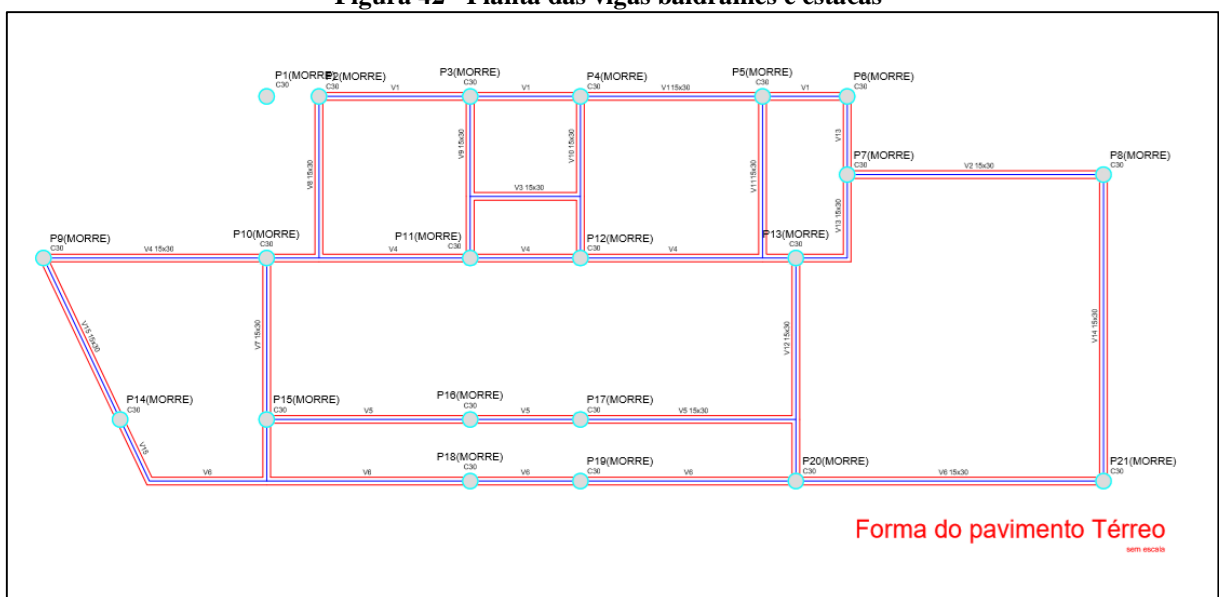 Figura 42 - Planta das vigas baldrames e estacas
P1(MORRE)
C30
P2(MORRE)
C30
P3(MORRE)
C30
P4(MORRE)
C30
P5(MORRE)
C30
P6(MORRE)
C30
V1
V1
V1 15x30
V1
V13
P7(MORRE)
C30
V2 15x30
P8(MORRE)
C30
V8 15x30
V9 15x30
V10 15x30
V11 15x30
V13 15x30
V3 15x30
P9(MORRE)
C30
V4 15x30
P10(MORRE)
C30
V4
P11(MORRE)
C30
V4
P12(MORRE)
C30
V4
P13(MORRE)
C30
V15 15x30
V7 15x30
V12 15x30
V14 15x30
P14(MORRE)
C30
P15(MORRE)
C30
V5
P16(MORRE)
C30
V5
P17(MORRE)
C30
V5 15x30
V15
V6
V6
P18(MORRE)
C30
V6
P19(MORRE)
C30
V6
P20(MORRE)
C30
V6 15x30
P21(MORRE)
C30
Forma do pavimento Térreo
sem escala